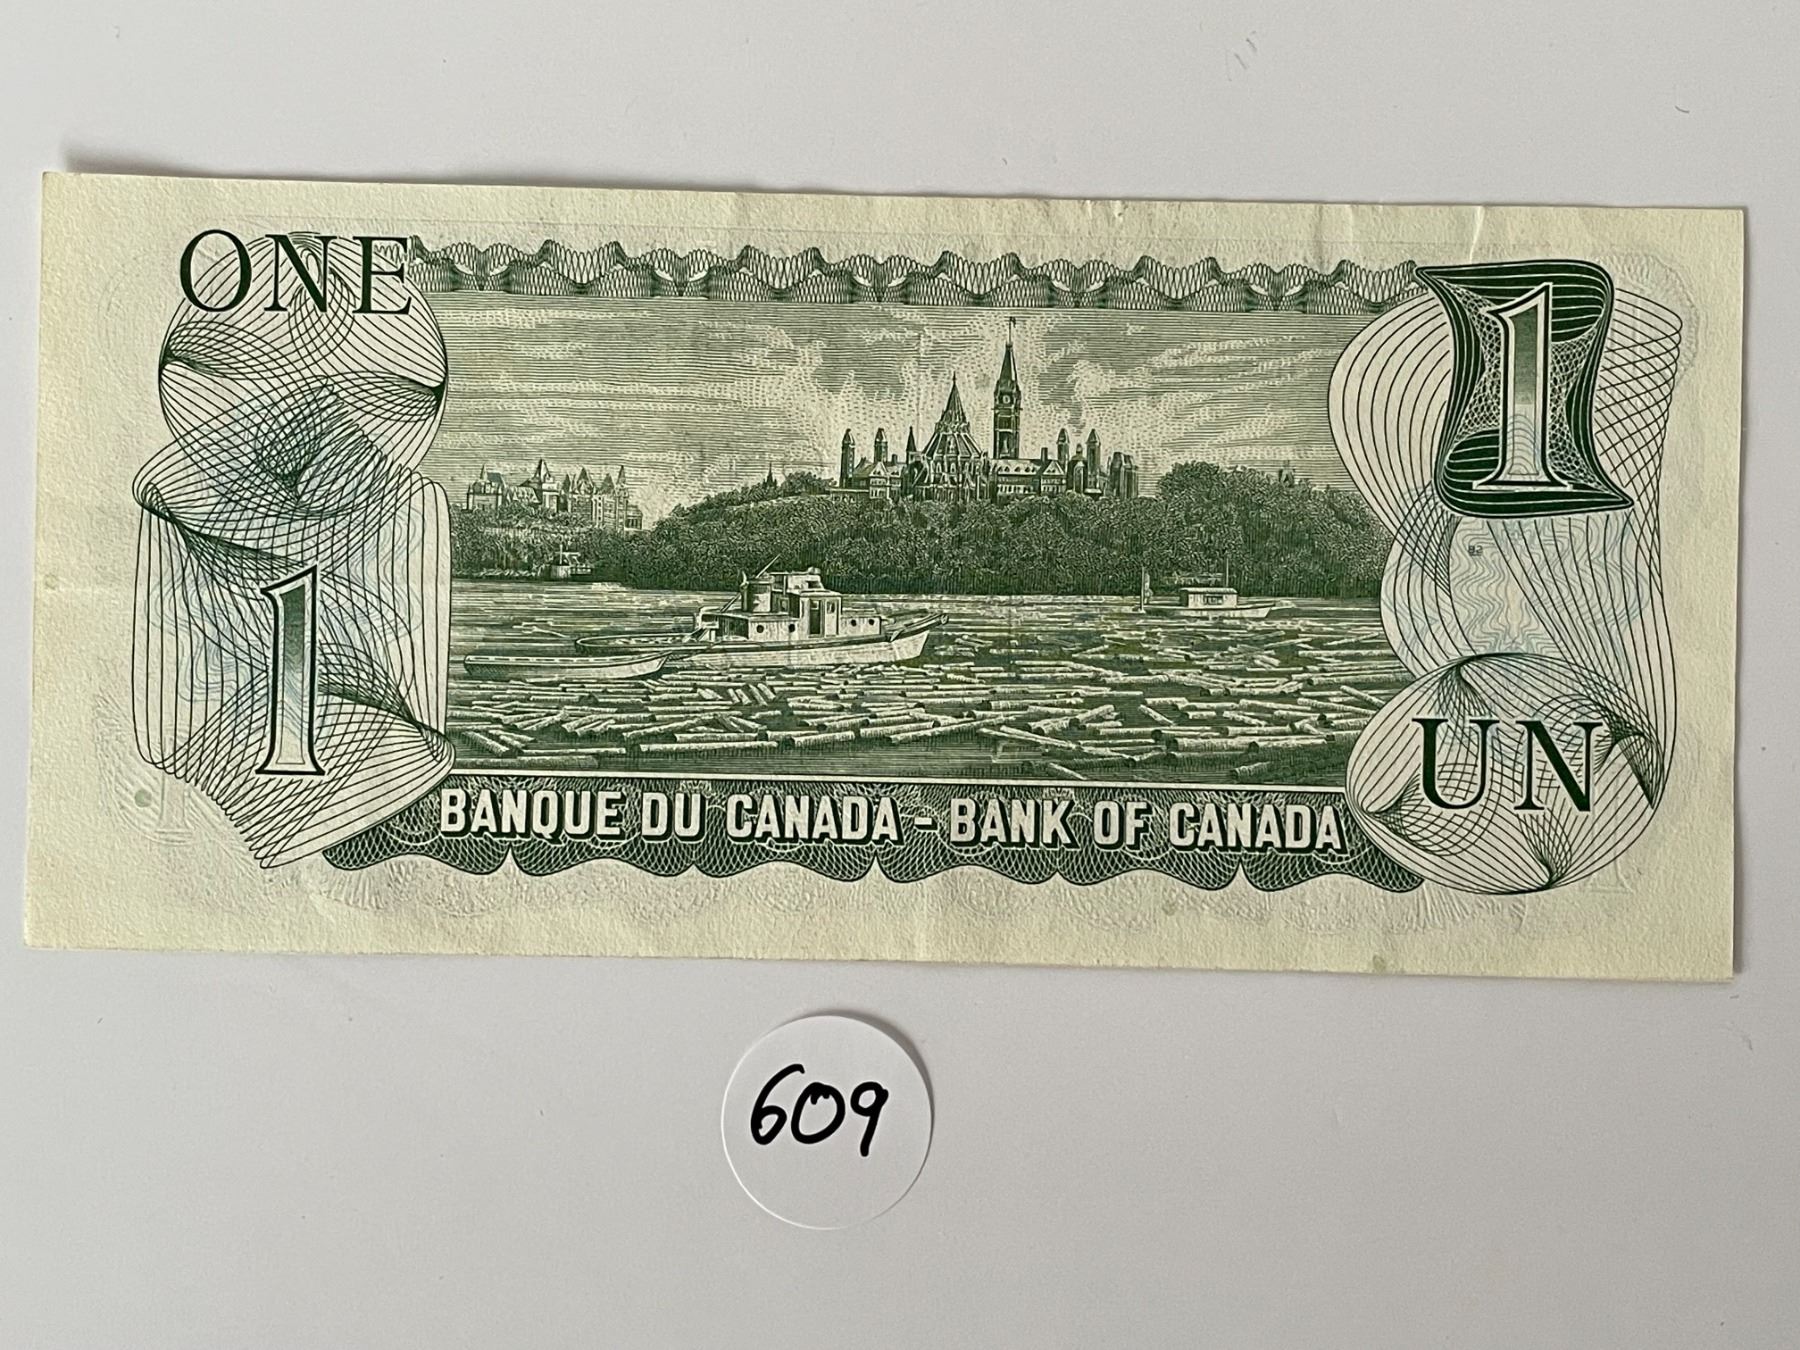 ONE
1
1
UN
BANQUE DU CANADA - BANK OF CANADA
609